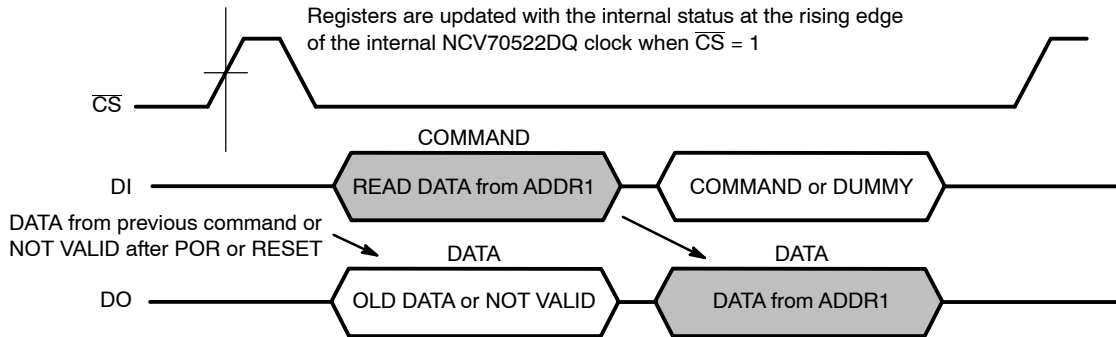 Registers are updated with the internal status at the rising edge
of the internal NCV70522DQ clock when C̅S̅ = 1
C̅S̅
COMMAND
DI
READ DATA from ADDR1
COMMAND or DUMMY
DATA from previous command or
NOT VALID after POR or RESET
DATA
DATA
DO
OLD DATA or NOT VALID
DATA from ADDR1